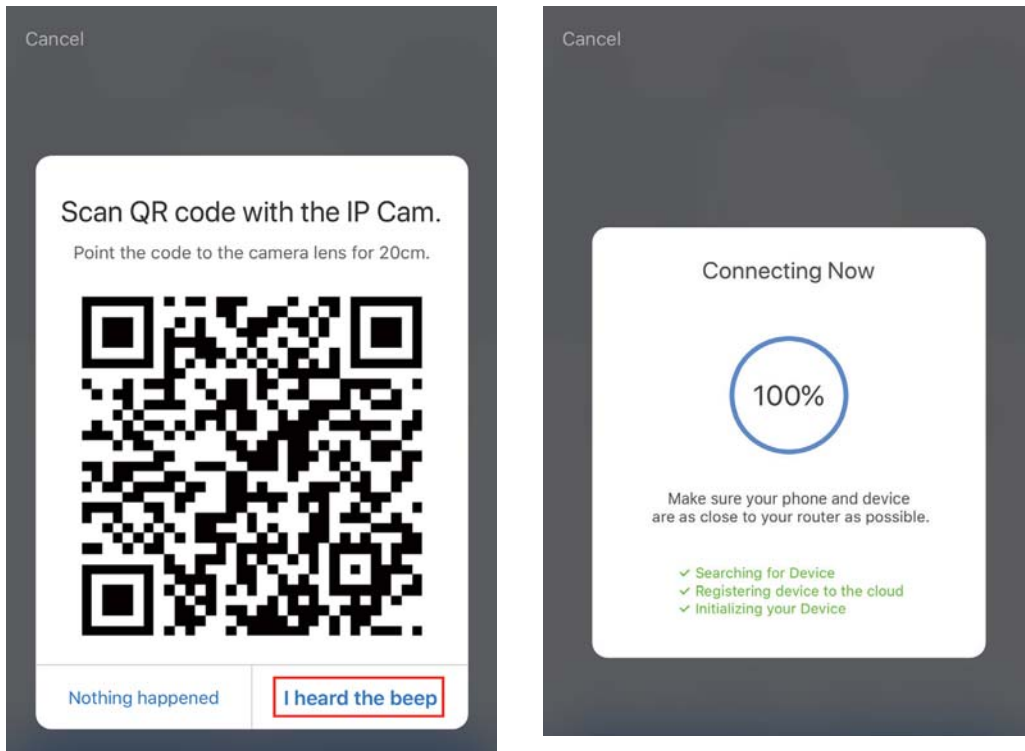 Cancel
Scan QR code with the IP Cam.
Point the code to the camera lens for 20cm.
Nothing happened
I heard the beep
Cancel
Connecting Now
100%
Make sure your phone and device
are as close to your router as possible.
✓ Searching for Device
✓ Registering device to the cloud
✓ Initializing your Device